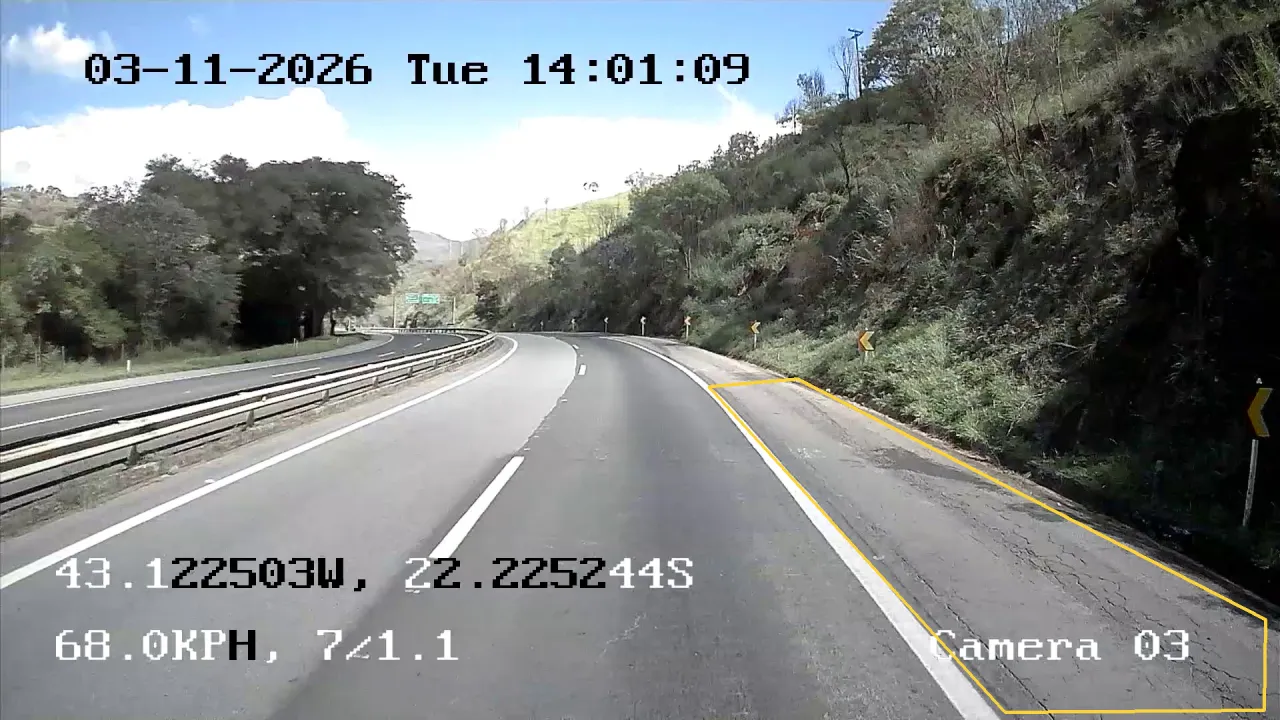 03-11-2026 Tue 14:01:09
43.122503W, 22.225244S
68.0KPH, 7∠1.1
Camera 03